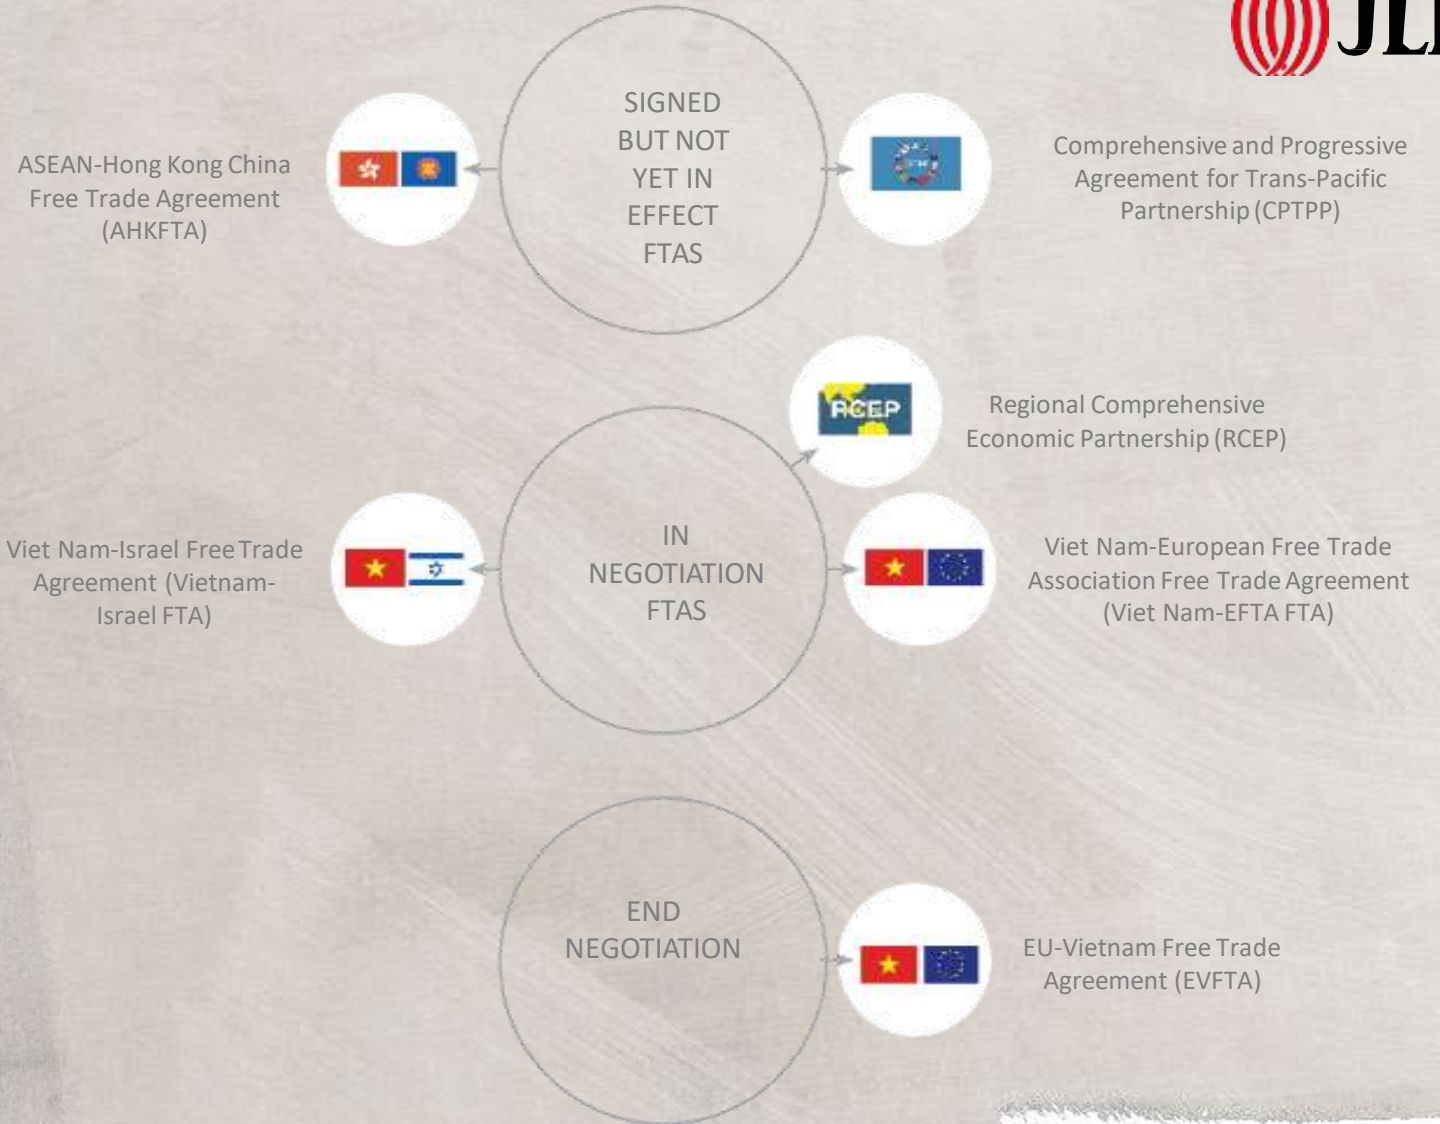 SIGNED
BUT NOT
YET IN
EFFECT
FTAS
ASEAN-Hong Kong China
Free Trade Agreement
(AHKFTA)
Comprehensive and Progressive
Agreement for Trans-Pacific
Partnership (CPTPP)
RCEP
Regional Comprehensive
Economic Partnership (RCEP)
IN
NEGOTIATION
FTAS
Viet Nam-Israel Free Trade
Agreement (Vietnam-
Israel FTA)
Viet Nam-European Free Trade
Association Free Trade Agreement
(Viet Nam-EFTA FTA)
END
NEGOTIATION
EU-Vietnam Free Trade
Agreement (EVFTA)